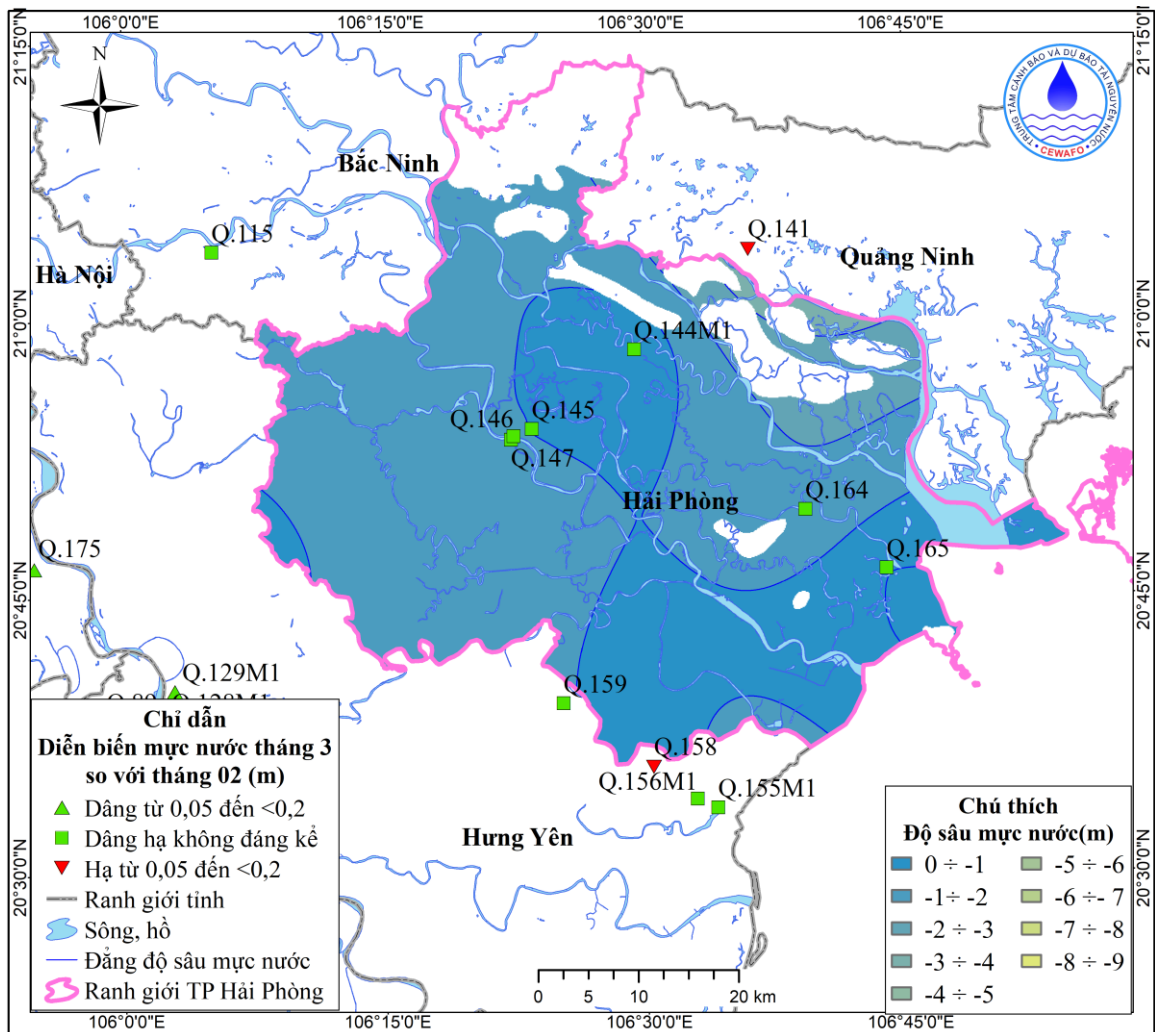 106°0'0"E 106°15'0"E 106°30'0"E 106°45'0"E
21°15'0"N 21°15'0"N
N
TRUNG TÂM CẢNH BÁO VÀ DỰ BÁO TÀI NGUYÊN NƯỚC
• CEWAFO •
Bắc Ninh
Q.115
Q.141
Hà Nội
Quảng Ninh
21°0'0"N 21°0'0"N
Q.144M1
Q.146 Q.145
Q.147
Hải Phòng
Q.164
Q.175
Q.165
20°45'0"N 20°45'0"N
Q.129M1
Q.159
Q.158
Q.156M1
Q.155M1
Hưng Yên
20°30'0"N 20°30'0"N
Chỉ dẫn
Diễn biến mực nước tháng 3
so với tháng 02 (m)
Dâng từ 0,05 đến <0,2
Dâng hạ không đáng kể
Hạ từ 0,05 đến <0,2
Ranh giới tỉnh
Sông, hồ
Đẳng độ sâu mực nước
Ranh giới TP Hải Phòng
Chú thích
Độ sâu mực nước(m)
0 ÷ -1
-1÷ -2
-2 ÷ -3
-3 ÷ -4
-4 ÷ -5
-5 ÷ -6
-6 ÷- 7
-7 ÷ -8
-8 ÷ -9
0 5 10 20 km
106°0'0"E 106°15'0"E 106°30'0"E 106°45'0"E